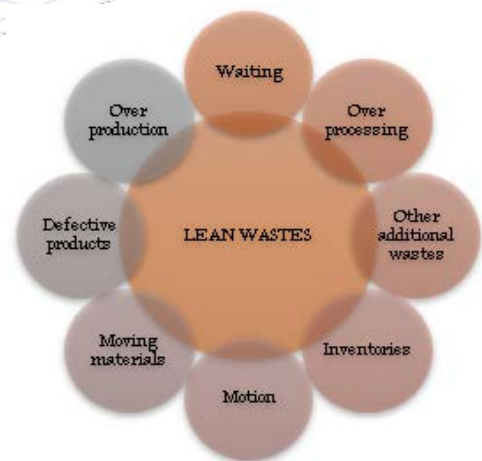 Waiting
Over
processing
Other
additional
wastes
Inventories
Motion
Moving
materials
Defective
products
Over
production
LEAN WASTES